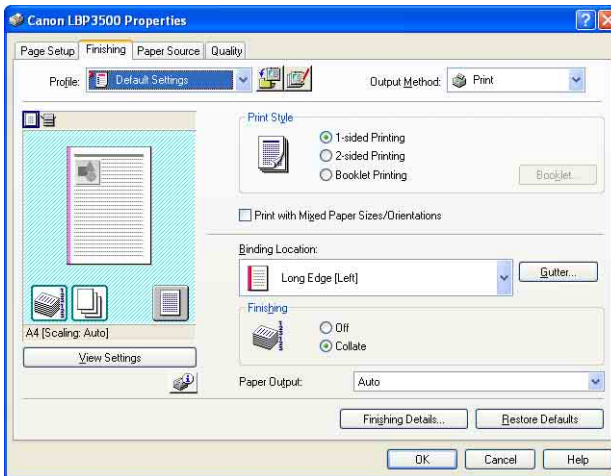 Canon LBP3500 Properties
Page Setup Finishing Paper Source Quality
Profile: Default Settings Output Method: Print
Print Style
1-sided Printing
2-sided Printing
Booklet Printing Booklet...
Print with Mixed Paper Sizes/Orientations
Binding Location:
Long Edge [Left] Gutter...
Finishing
Off
A4 [Scaling: Auto]
Collate
View Settings
Paper Output: Auto
Finishing Details... Restore Defaults
OK Cancel Help